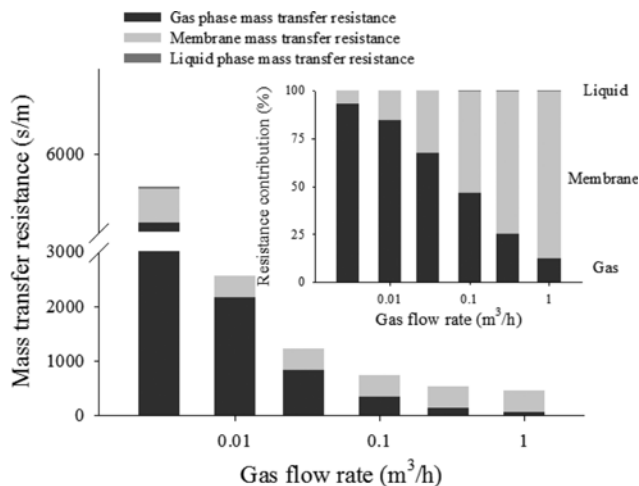 Gas phase mass transfer resistance
Membrane mass transfer resistance
Liquid phase mass transfer resistance
Mass transfer resistance (s/m)
6000
3000
2000
1000
0
0.01
0.1
1
Gas flow rate (m³/h)
Resistance contribution (%)
100
75
50
25
0
0.01
0.1
1
Gas flow rate (m³/h)
Liquid
Membrane
Gas